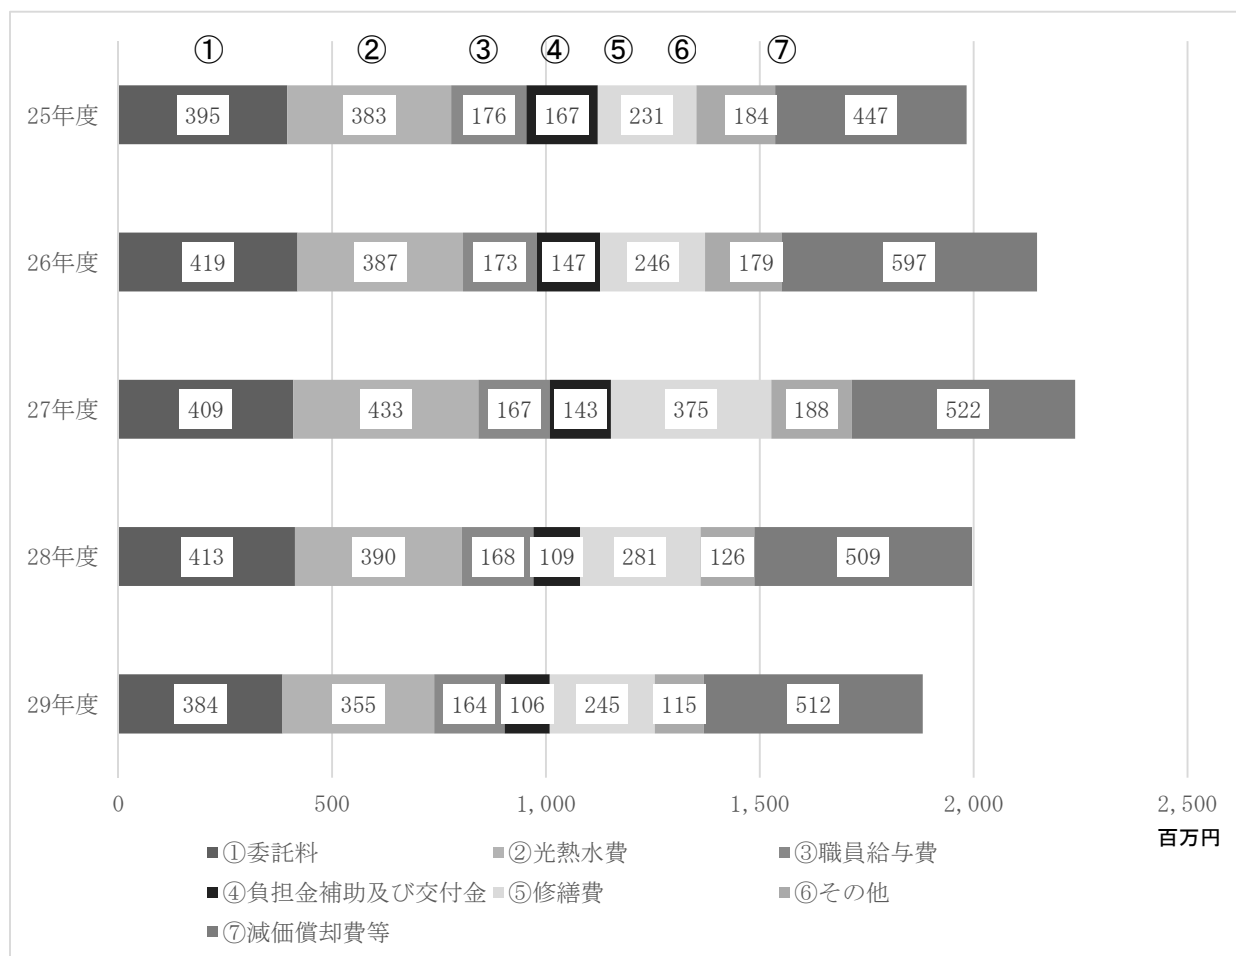 ① ② ③ ④ ⑤ ⑥ ⑦
25年度 395 383 176 167 231 184 447
26年度 419 387 173 147 246 179 597
27年度 409 433 167 143 375 188 522
28年度 413 390 168 109 281 126 509
29年度 384 355 164 106 245 115 512
0 500 1,000 1,500 2,000 2,500
百万円
①委託料 ②光熱水費 ③職員給与費
④負担金補助及び交付金 ⑤修繕費 ⑥その他
⑦減価償却費等